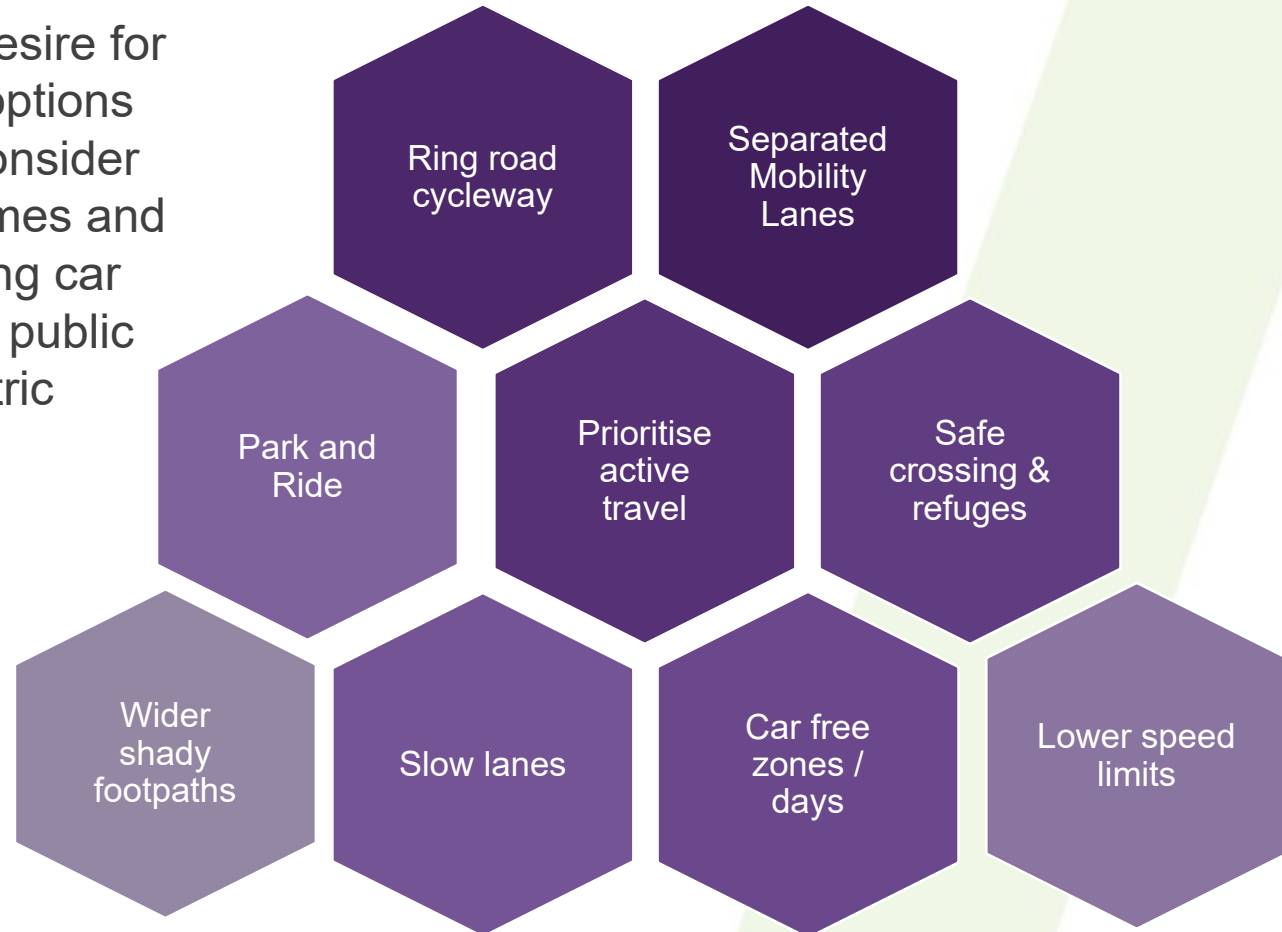 esire for
options
onsider
mes and
ng car
public
tric
Ring road
cycleway
Separated
Mobility
Lanes
Park and
Ride
Prioritise
active
travel
Safe
crossing &
refuges
Wider
shady
footpaths
Slow lanes
Car free
zones /
days
Lower speed
limits